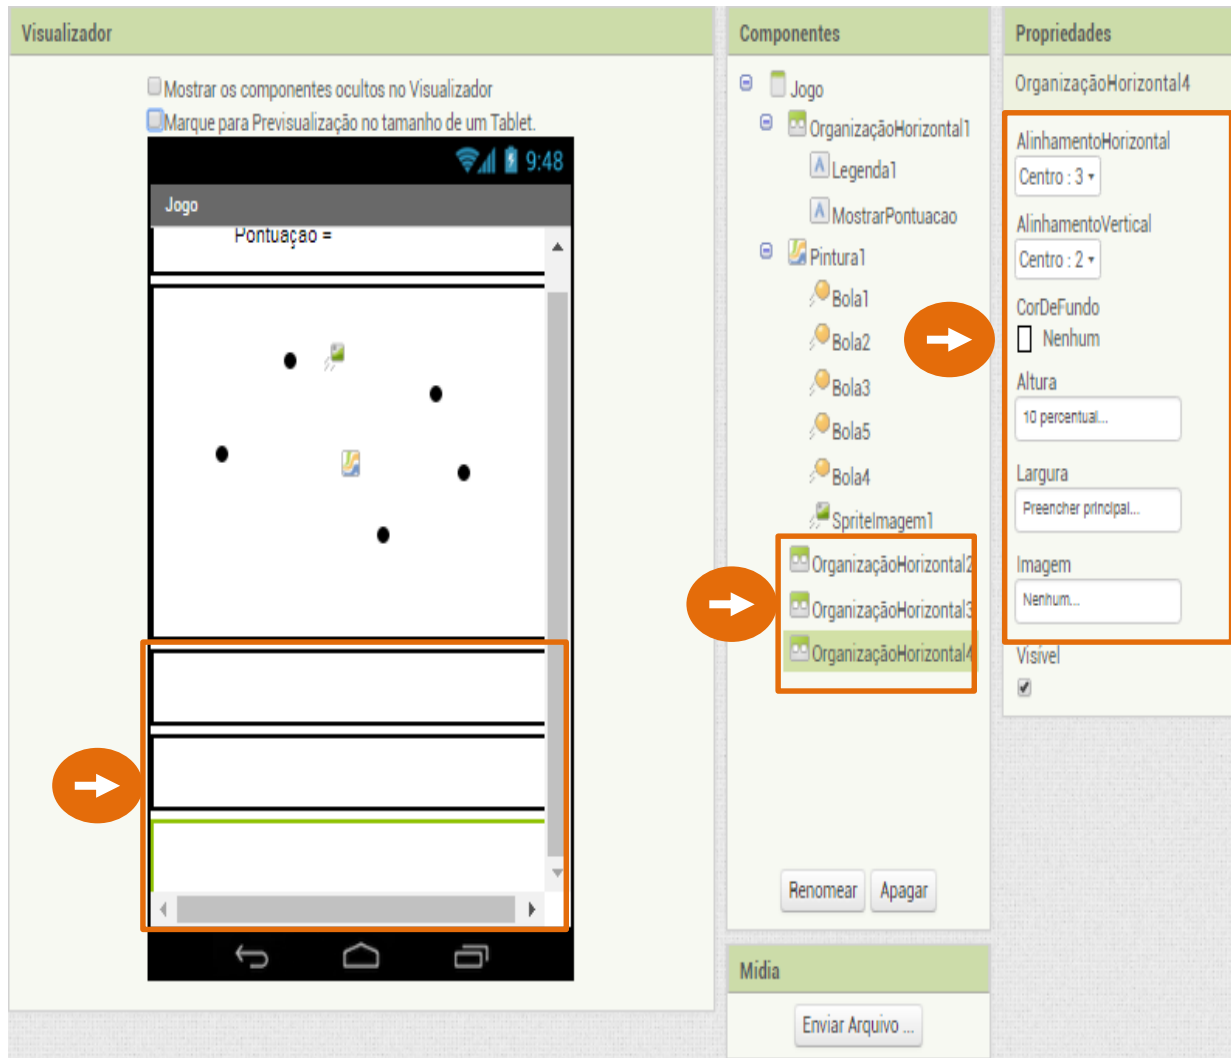 Visualizador
Mostrar os componentes ocultos no Visualizador
Marque para Previsualização no tamanho de um Tablet.
9:48
Jogo
Pontuaçao =
Componentes
Jogo
OrganizaçãoHorizontal1
Legenda1
MostrarPontuacao
Pintura1
Bola1
Bola2
Bola3
Bola5
Bola4
SpriteImagem1
OrganizaçãoHorizontal2
OrganizaçãoHorizontal3
OrganizaçãoHorizontal4
Renomear Apagar
Mídia
Enviar Arquivo ...
Propriedades
OrganizaçãoHorizontal4
AlinhamentoHorizontal
Centro : 3
AlinhamentoVertical
Centro : 2
CorDeFundo
Nenhum
Altura
10 percentual...
Largura
Preencher principal...
Imagem
Nenhum...
Visível